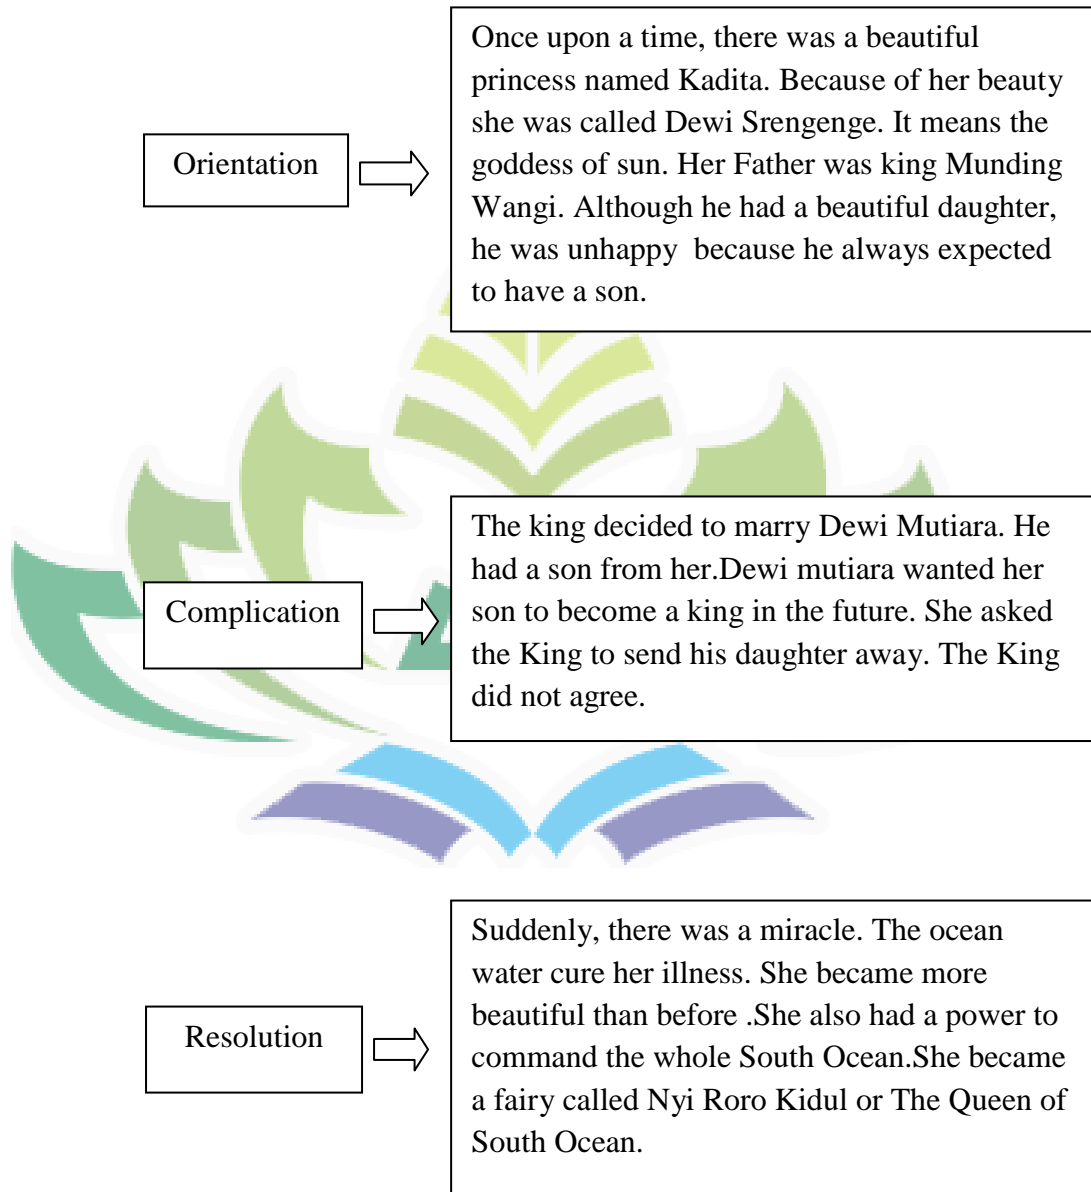 Orientation
Once upon a time, there was a beautiful
princess named Kadita. Because of her beauty
she was called Dewi Srengenge. It means the
goddess of sun. Her Father was king Munding
Wangi. Although he had a beautiful daughter,
he was unhappy  because he always expected
to have a son.
Complication
The king decided to marry Dewi Mutiara. He
had a son from her.Dewi mutiara wanted her
son to become a king in the future. She asked
the King to send his daughter away. The King
did not agree.
Resolution
Suddenly, there was a miracle. The ocean
water cure her illness. She became more
beautiful than before .She also had a power to
command the whole South Ocean.She became
a fairy called Nyi Roro Kidul or The Queen of
South Ocean.